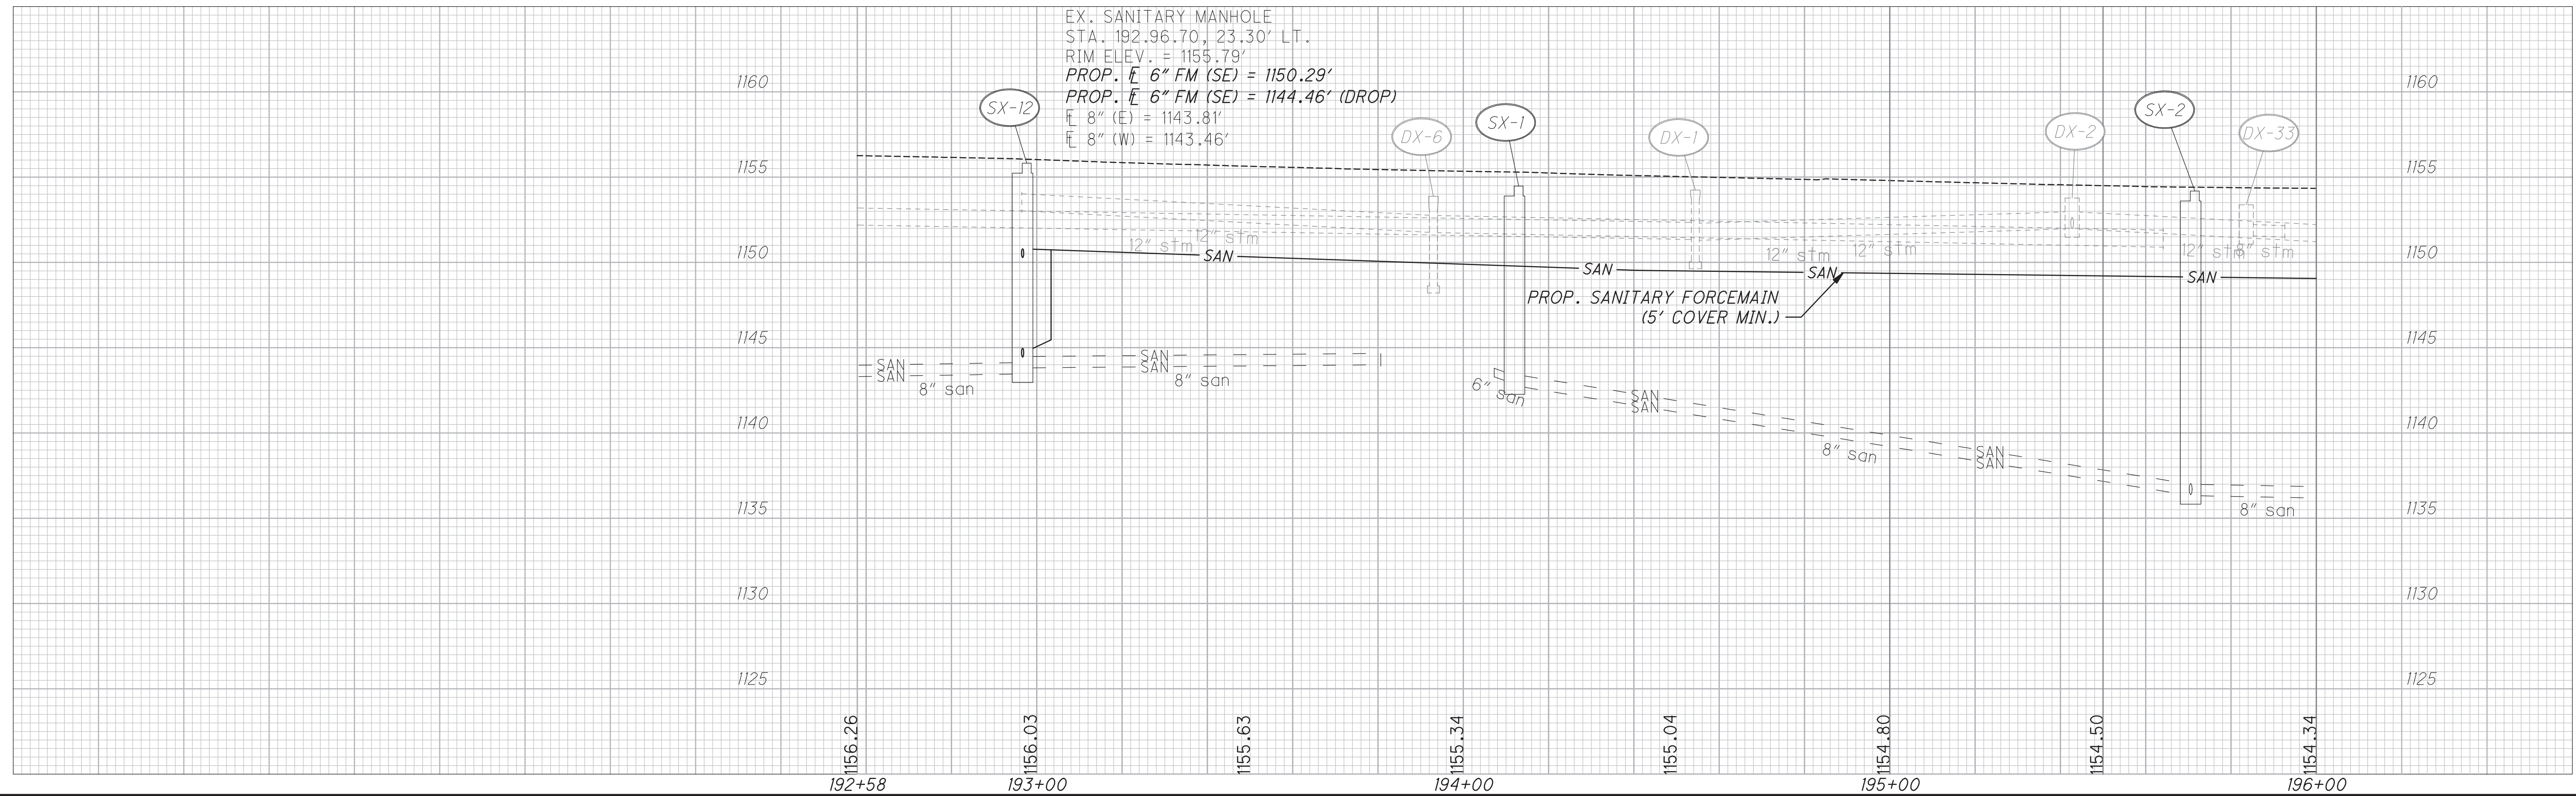 EX. SANITARY MANHOLE
STA. 192.96.70, 23.30' LT.
RIM ELEV. = 1155.79'
PROP. FL 6" FM (SE) = 1150.29'
PROP. FL 6" FM (SE) = 1144.46' (DROP)
FL 8" (E) = 1143.81'
FL 8" (W) = 1143.46'
1160
1160
SX-12
SX-1
SX-2
DX-6
DX-1
DX-2
DX-33
1155
1155
1150
1150
12" stm
12" stm
12" stm
12" stm
12" stm
8" stm
SAN
SAN
SAN
SAN
PROP. SANITARY FORCEMAIN
(5' COVER MIN.)
1145
1145
SAN
SAN
8" san
SAN
SAN
8" san
6" san
SAN
SAN
8" san
SAN
SAN
1140
1140
1135
1135
8" san
1130
1130
1125
1125
1156.26
1156.03
1155.63
1155.34
1155.04
1154.80
1154.50
1154.34
192+58
193+00
194+00
195+00
196+00